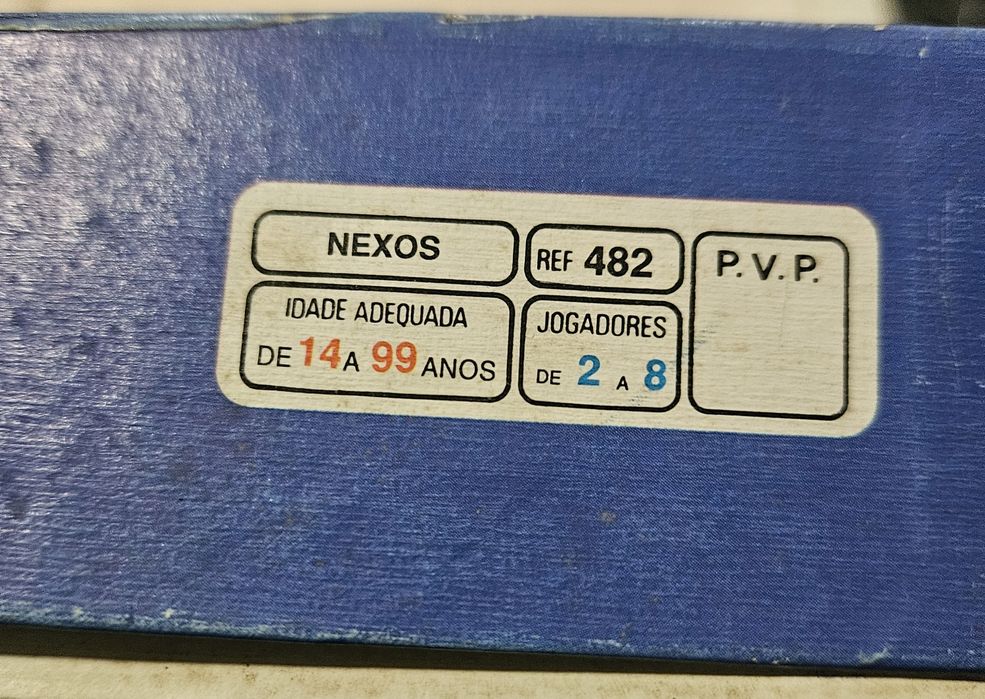 NEXOS
REF 482
P. V. P.
IDADE ADEQUADA
DE 14 A 99 ANOS
JOGADORES
DE 2 A 8